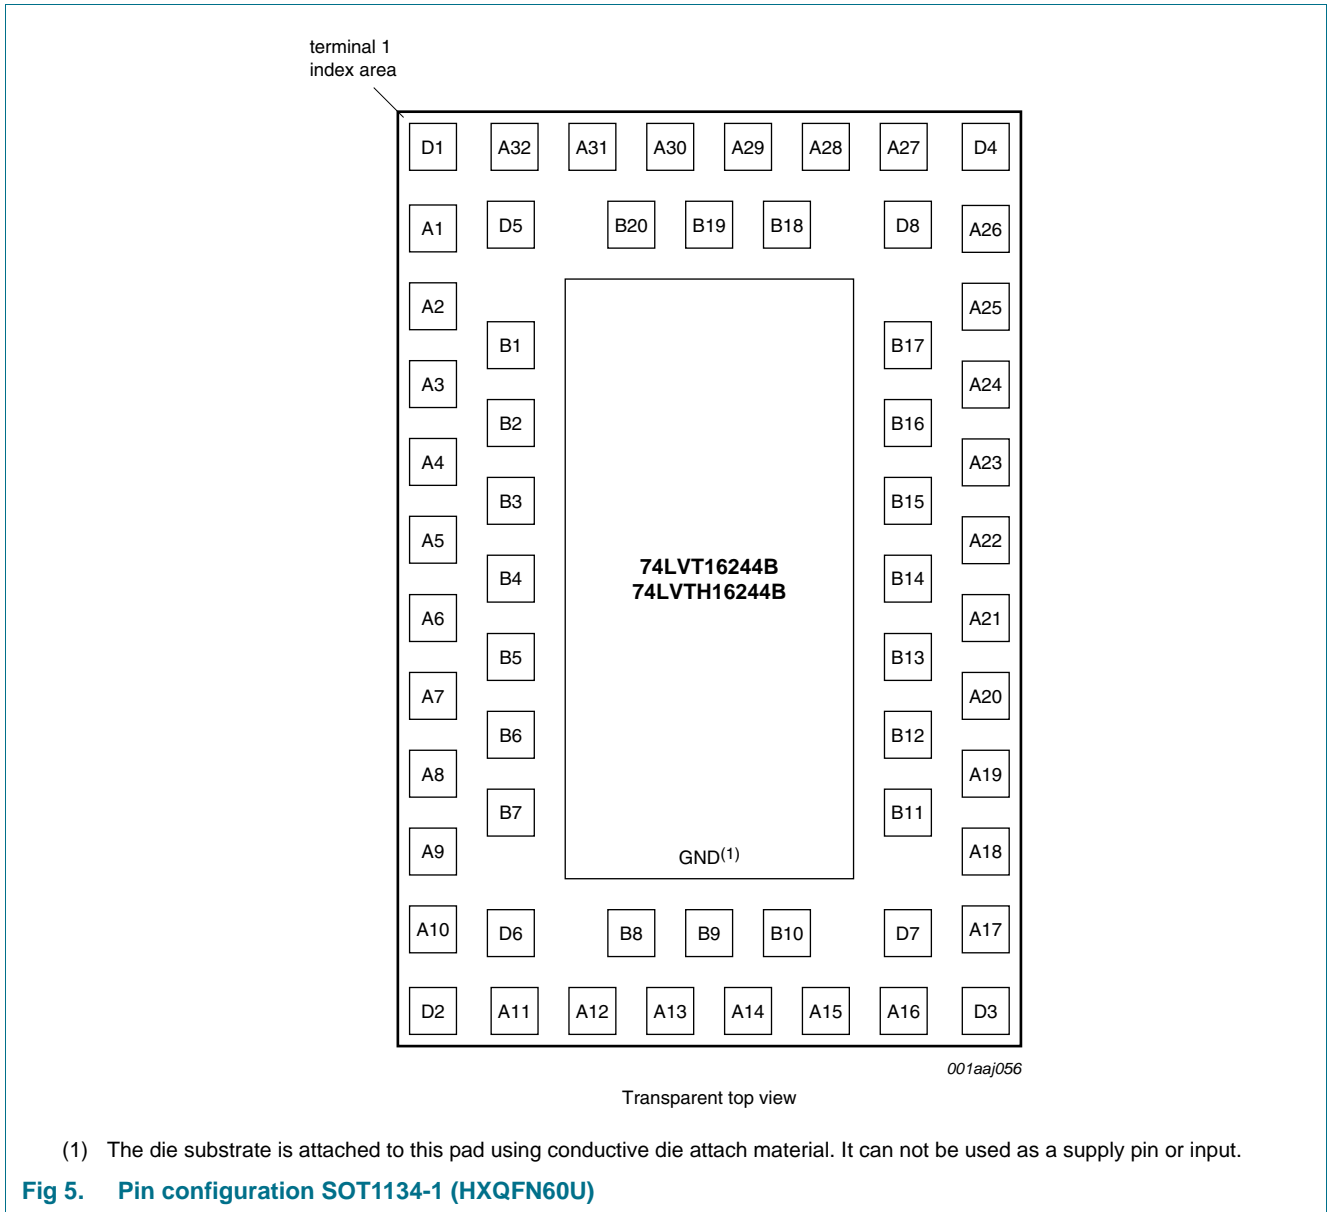 terminal 1
index area
D1 A32 A31 A30 A29 A28 A27 D4
A1 D5 B20 B19 B18 D8 A26
A2 A25
B1 B17
A3 A24
B2 B16
A4 A23
B3 B15
A5 A22
74LVT16244B
B4 B14
74LVTH16244B
A6 A21
B5 B13
A7 A20
B6 B12
A8 A19
B7 B11
A9 A18
GND(1)
A10 D6 B8 B9 B10 D7 A17
D2 A11 A12 A13 A14 A15 A16 D3
001aaj056
Transparent top view
(1) The die substrate is attached to this pad using conductive die attach material. It can not be used as a supply pin or input.
Fig 5. Pin configuration SOT1134-1 (HXQFN60U)